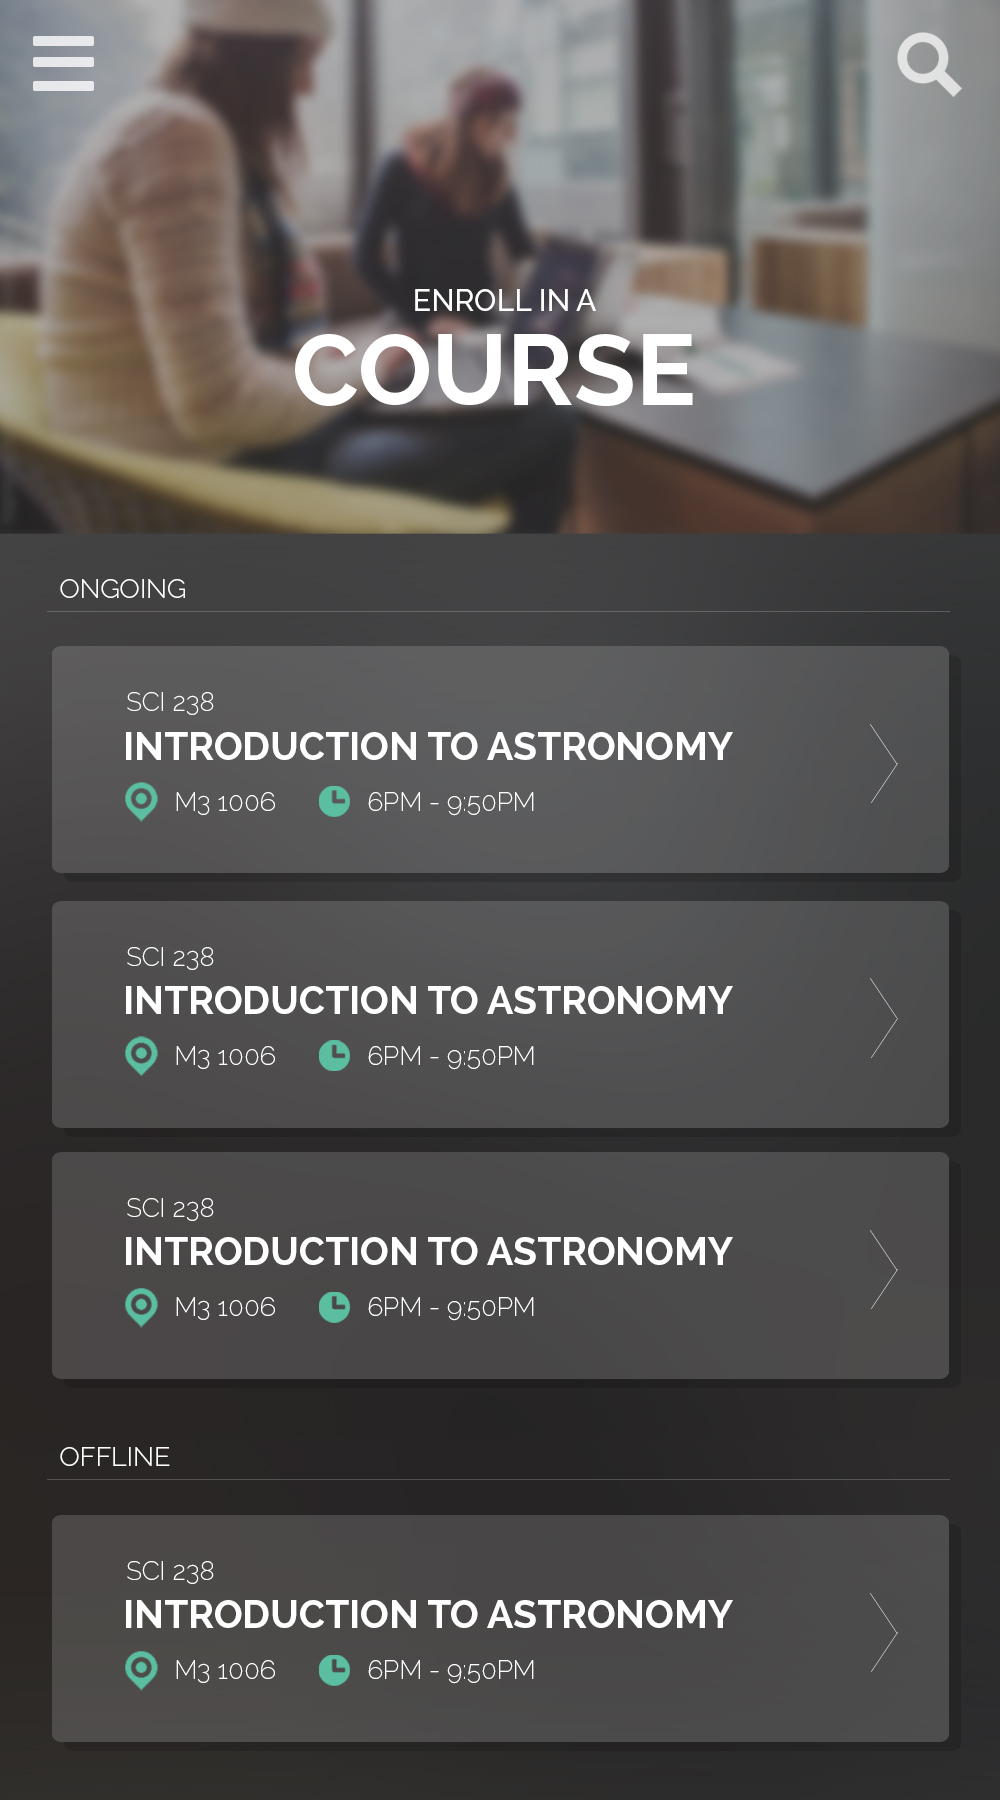 ENROLL IN A
COURSE
ONGOING
SCI 238
INTRODUCTION TO ASTRONOMY
M3 1006 6PM - 9:50PM
SCI 238
INTRODUCTION TO ASTRONOMY
M3 1006 6PM - 9:50PM
SCI 238
INTRODUCTION TO ASTRONOMY
M3 1006 6PM - 9:50PM
OFFLINE
SCI 238
INTRODUCTION TO ASTRONOMY
M3 1006 6PM - 9:50PM